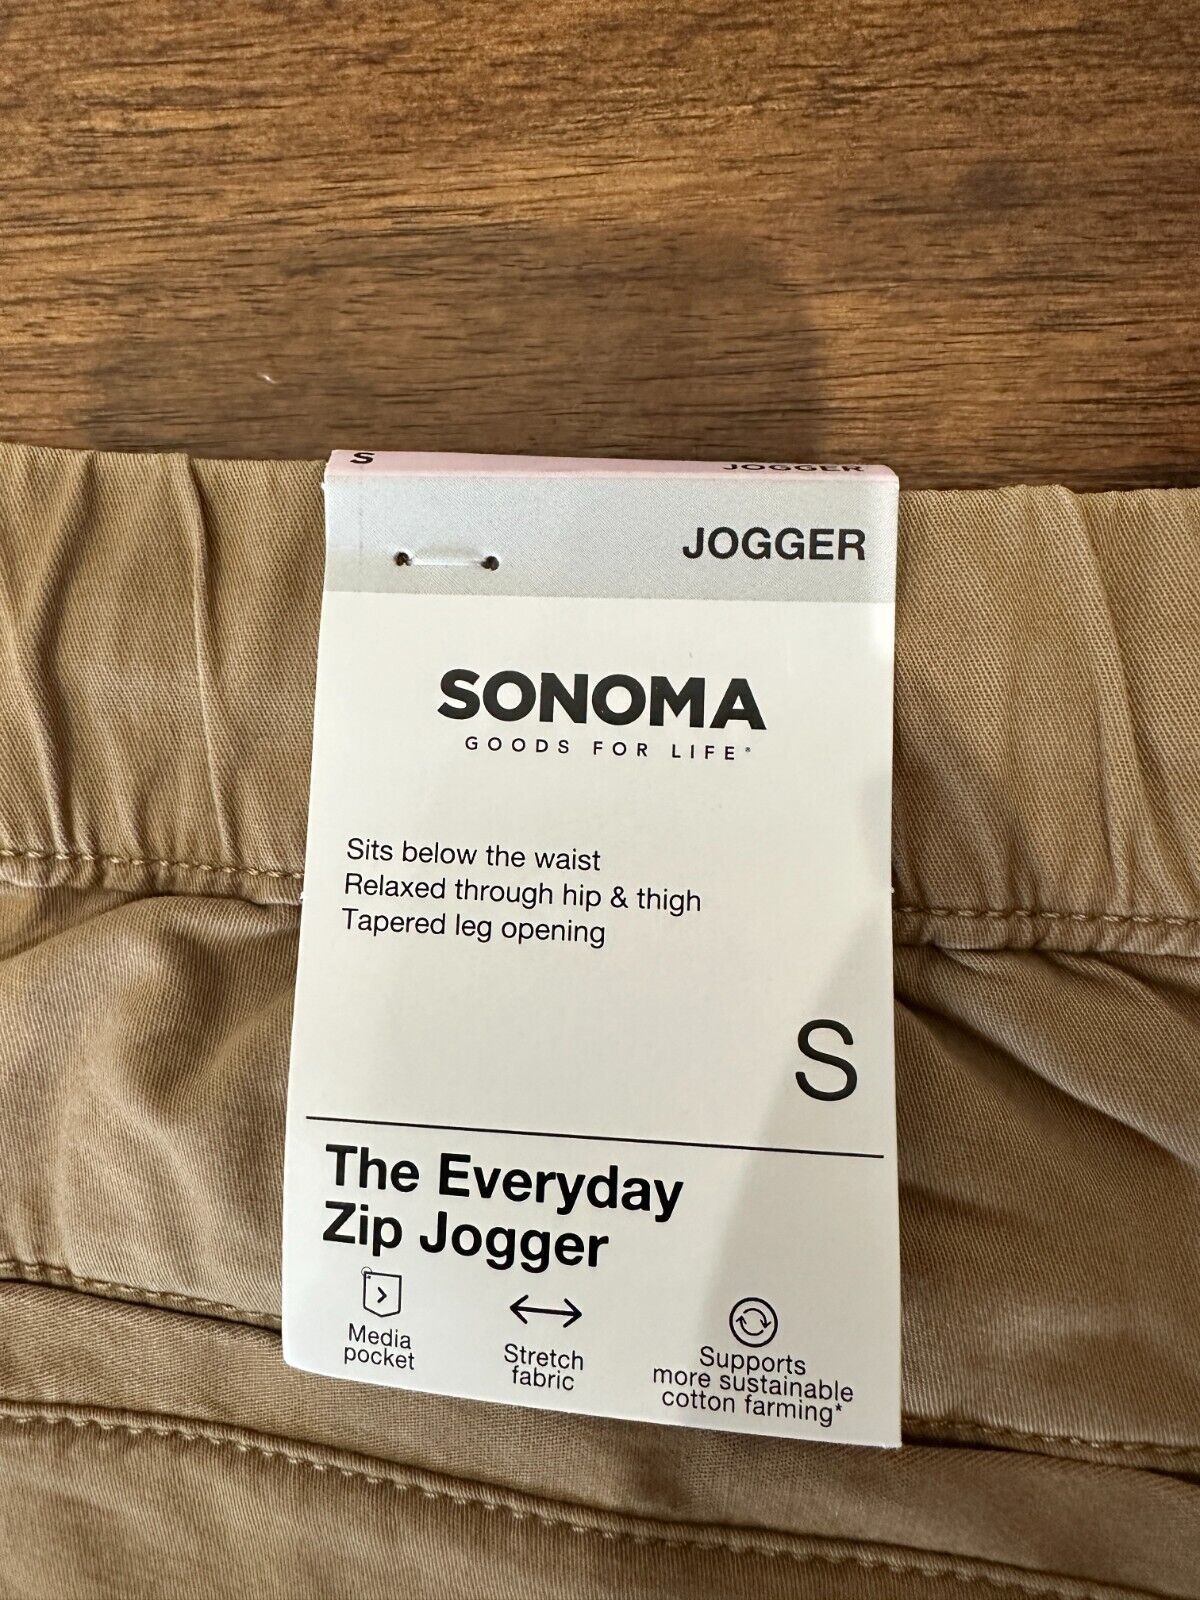 S JOGGER
JOGGER
SONOMA
GOODS FOR LIFE®
Sits below the waist
Relaxed through hip & thigh
Tapered leg opening
S
The Everyday
Zip Jogger
Media
pocket
Stretch
fabric
Supports
more sustainable
cotton farming*